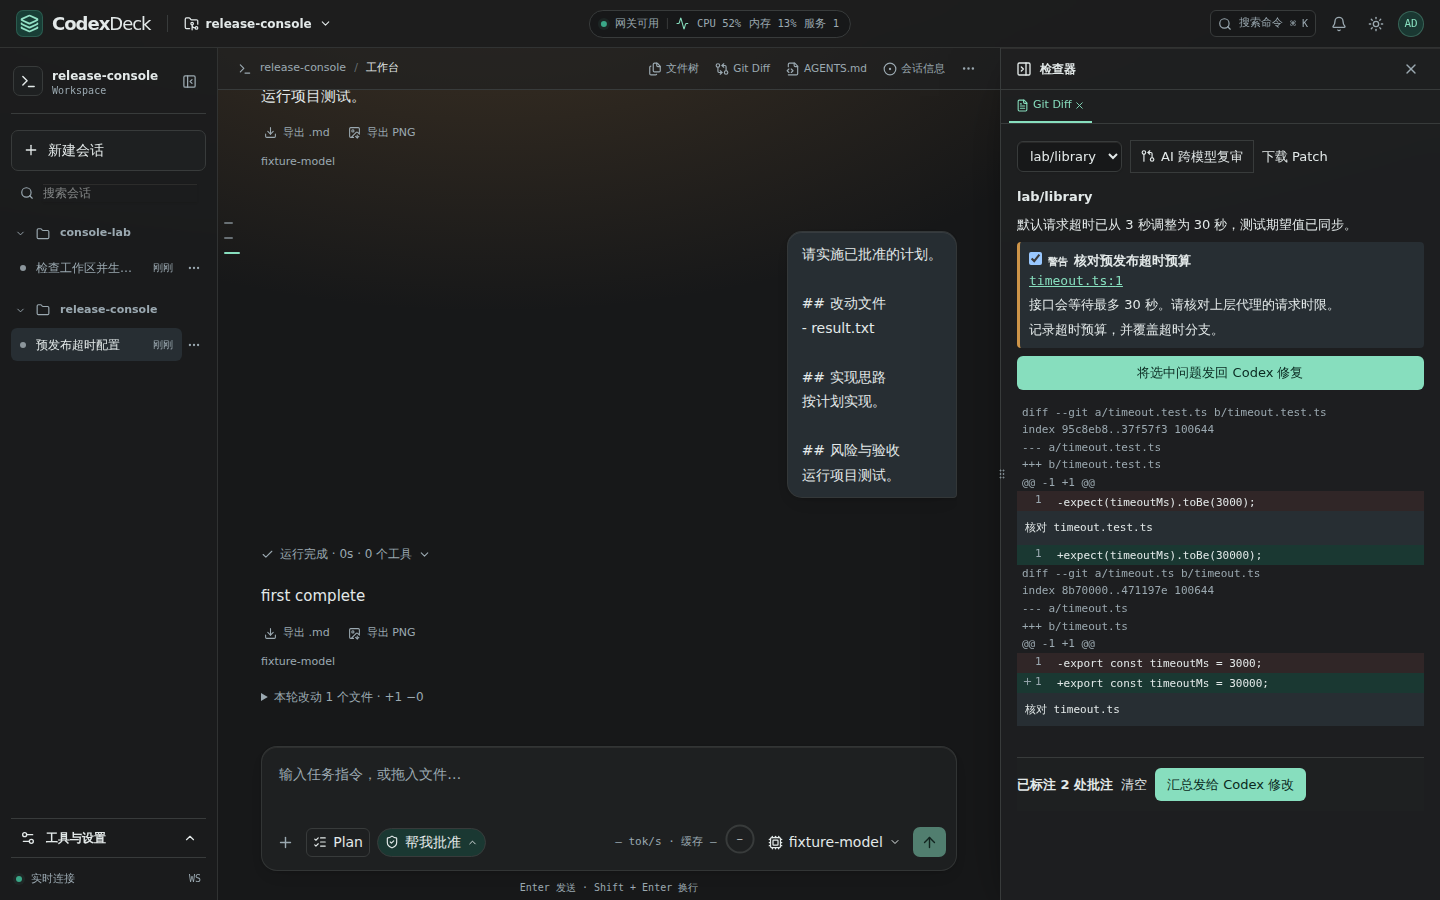 CodexDeck
release-console
网关可用
CPU 52% 内存 13% 服务 1
搜索命令 ⌘ K
AD
release-console
Workspace
新建会话
搜索会话
console-lab
检查工作区并生... 刚刚
release-console
预发布超时配置 刚刚
工具与设置
实时连接 WS
release-console / 工作台
文件树 Git Diff AGENTS.md 会话信息
运行项目测试。
导出 .md 导出 PNG
fixture-model
请实施已批准的计划。
## 改动文件
- result.txt
## 实现思路
按计划实现。
## 风险与验收
运行项目测试。
运行完成 · 0s · 0 个工具
first complete
导出 .md 导出 PNG
fixture-model
本轮改动 1 个文件 · +1 −0
输入任务指令，或拖入文件...
Plan 帮我批准 — tok/s · 缓存 — — fixture-model
Enter 发送 · Shift + Enter 换行
检查器
Git Diff
lab/library AI 跨模型复审 下载 Patch
lab/library
默认请求超时已从 3 秒调整为 30 秒，测试期望值已同步。
警告 核对预发布超时预算
timeout.ts:1
接口会等待最多 30 秒。请核对上层代理的请求时限。
记录超时预算，并覆盖超时分支。
将选中问题发回 Codex 修复
diff --git a/timeout.test.ts b/timeout.test.ts
index 95c8eb8..37f57f3 100644
--- a/timeout.test.ts
+++ b/timeout.test.ts
@@ -1 +1 @@
1 -expect(timeoutMs).toBe(3000);
核对 timeout.test.ts
1 +expect(timeoutMs).toBe(30000);
diff --git a/timeout.ts b/timeout.ts
index 8b70000..471197e 100644
--- a/timeout.ts
+++ b/timeout.ts
@@ -1 +1 @@
1 -export const timeoutMs = 3000;
+ 1 +export const timeoutMs = 30000;
核对 timeout.ts
已标注 2 处批注 清空 汇总发给 Codex 修改